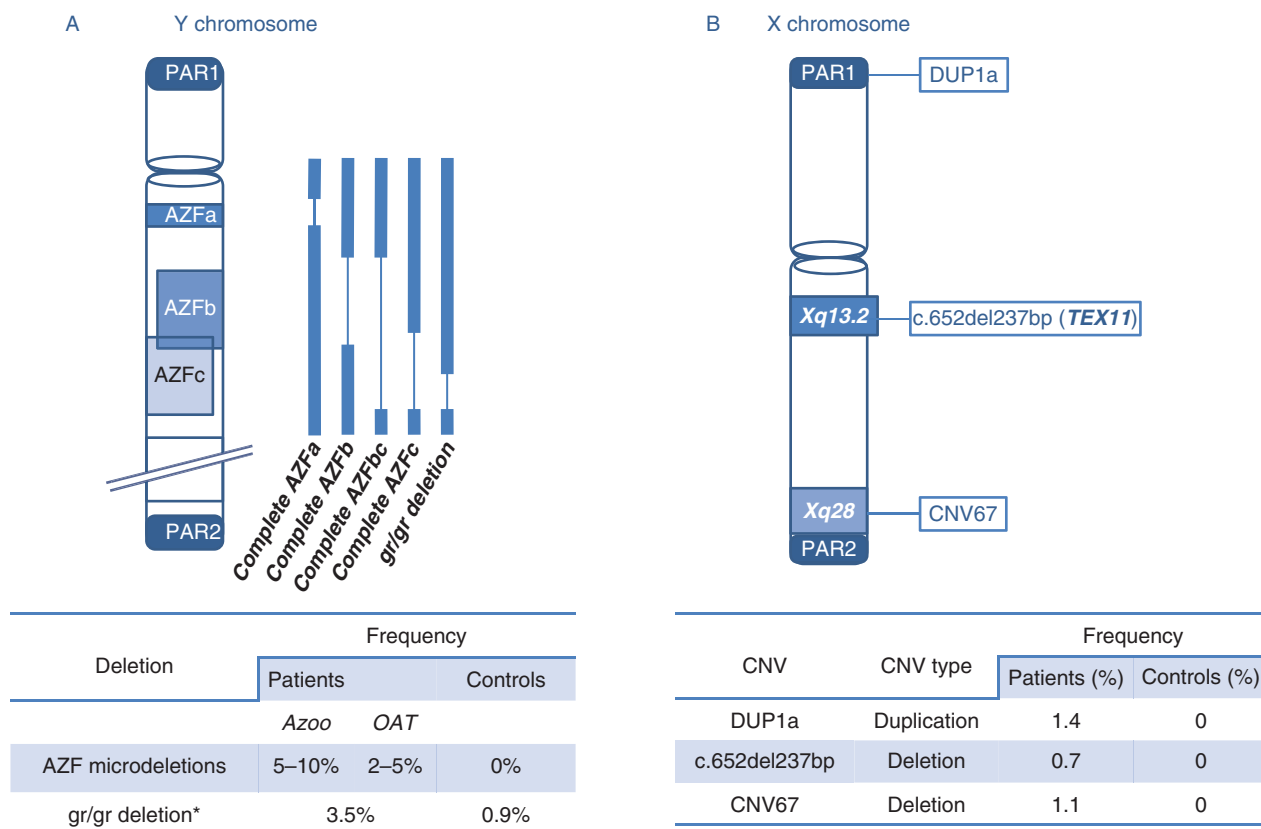 A Y chromosome
PAR1
AZFa
AZFb
AZFc
PAR2
Complete AZFa
Complete AZFb
Complete AZFbc
Complete AZFc
gr/gr deletion
Deletion
Frequency
Patients
Controls
Azoo OAT
AZF microdeletions 5–10% 2–5% 0%
gr/gr deletion* 3.5% 0.9%
B X chromosome
PAR1
DUP1a
Xq13.2
c.652del237bp (TEX11)
Xq28
CNV67
PAR2
CNV
CNV type
Frequency
Patients (%) Controls (%)
DUP1a Duplication 1.4 0
c.652del237bp Deletion 0.7 0
CNV67 Deletion 1.1 0